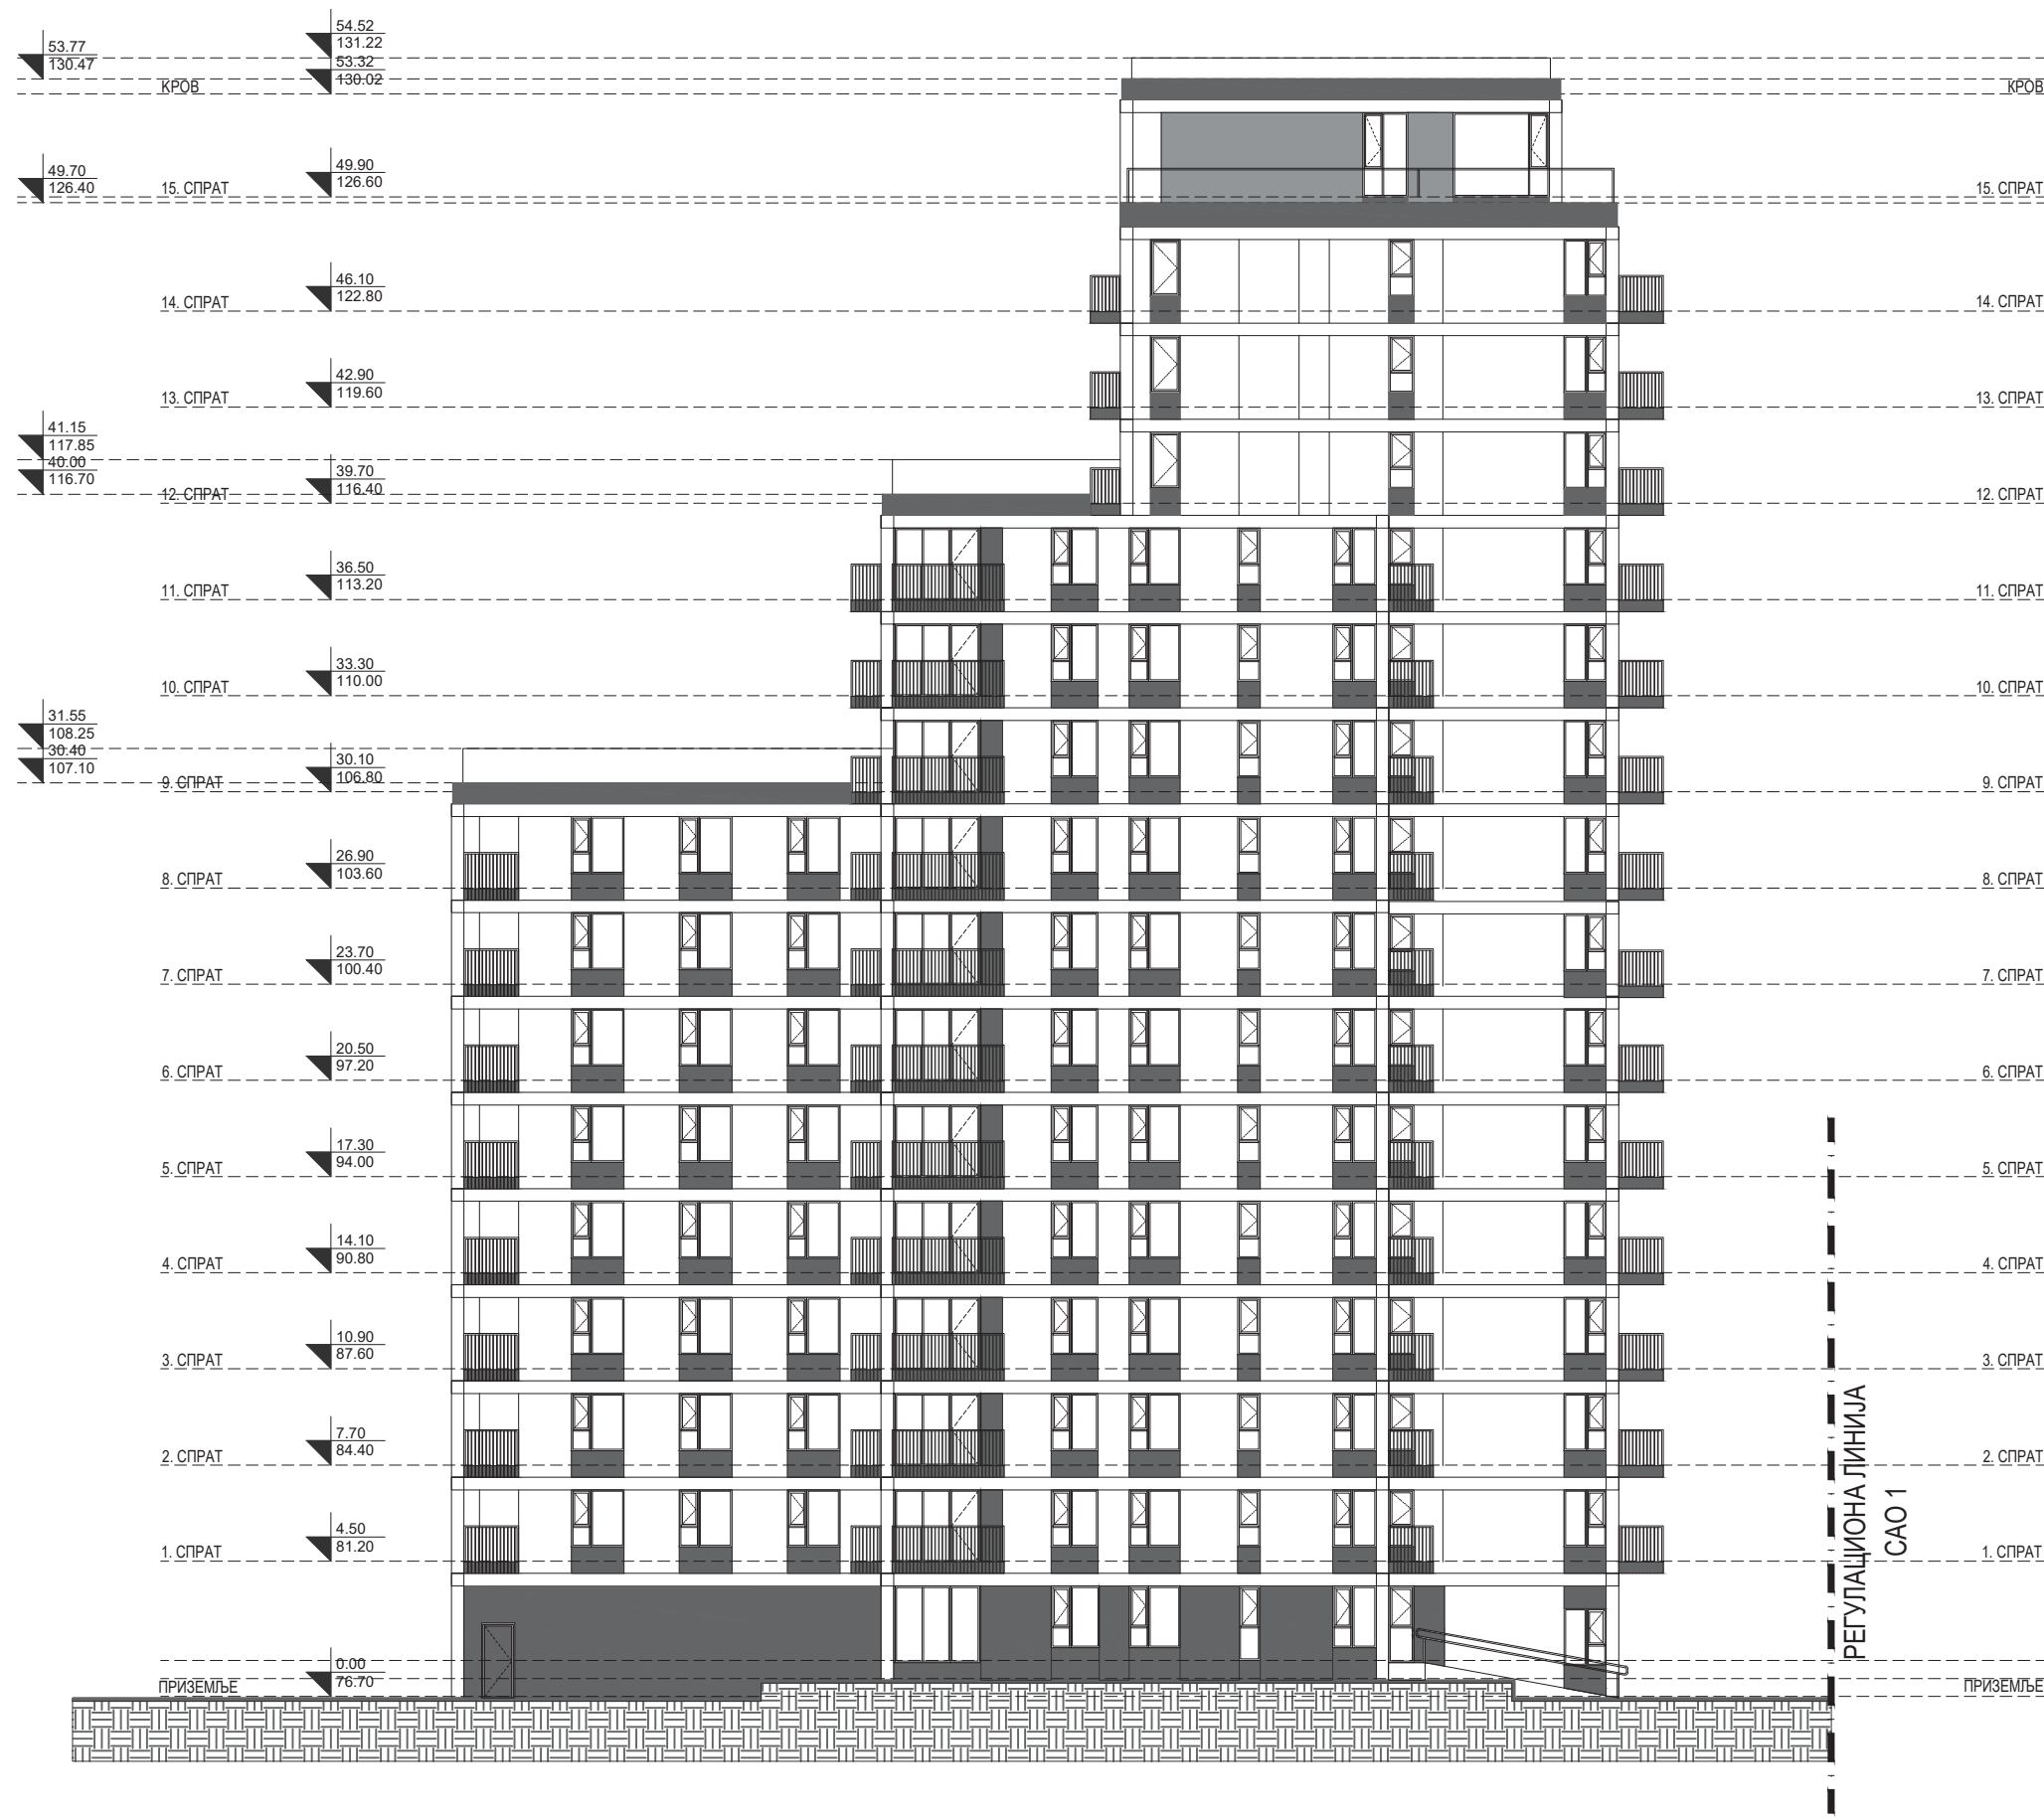 54.52
131.22
53.77
130.47
53.32
130.02
КРОВ
КРОВ
49.70
126.40
49.90
126.60
15. СПРАТ
15. СПРАТ
46.10
122.80
14. СПРАТ
14. СПРАТ
42.90
119.60
13. СПРАТ
13. СПРАТ
41.15
117.85
40.00
116.70
39.70
116.40
12. СПРАТ
12. СПРАТ
36.50
113.20
11. СПРАТ
11. СПРАТ
33.30
110.00
10. СПРАТ
10. СПРАТ
31.55
108.25
30.40
107.10
30.10
106.80
9. СПРАТ
9. СПРАТ
26.90
103.60
8. СПРАТ
8. СПРАТ
23.70
100.40
7. СПРАТ
7. СПРАТ
20.50
97.20
6. СПРАТ
6. СПРАТ
17.30
94.00
5. СПРАТ
5. СПРАТ
14.10
90.80
4. СПРАТ
4. СПРАТ
10.90
87.60
3. СПРАТ
3. СПРАТ
7.70
84.40
2. СПРАТ
2. СПРАТ
4.50
81.20
1. СПРАТ
1. СПРАТ
0.00
76.70
ПРИЗЕМЉЕ
ПРИЗЕМЉЕ
РЕГУЛАЦИОНА ЛИНИЈА
САО 1